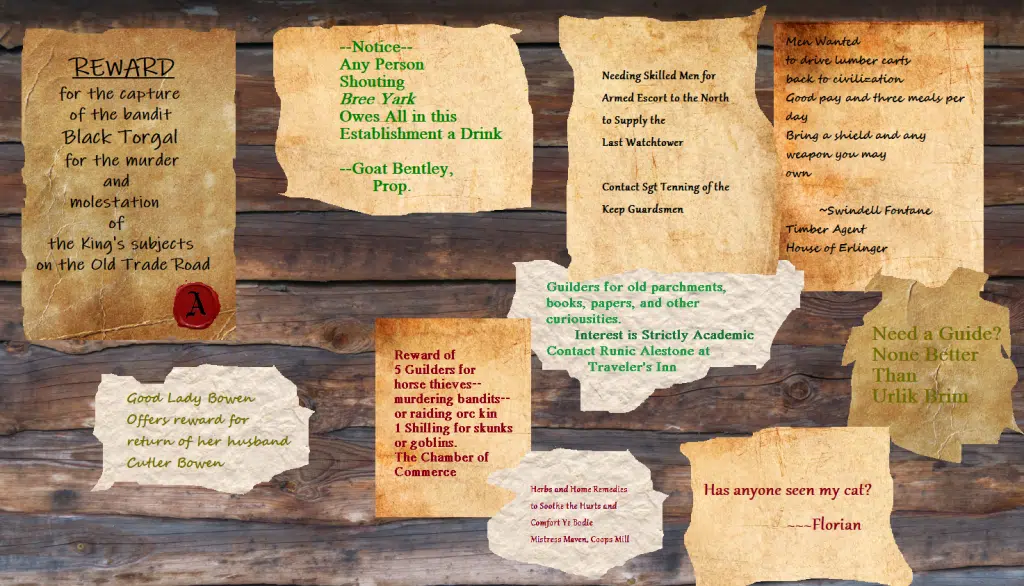 REWARD
for the capture
of the bandit
Black Torgal
for the murder
and
molestation
of
the King's subjects
on the Old Trade Road
A
--Notice--
Any Person
Shouting
Bree Yark
Owes All in this
Establishment a Drink
--Goat Bentley,
Prop.
Needing Skilled Men for
Armed Escort to the North
to Supply the
Last Watchtower
Contact Sgt Tenning of the
Keep Guardsmen
Men Wanted
to drive lumber carts
back to civilization
Good pay and three meals per
day
Bring a shield and any
weapon you may
own
~Swindell Fontane
Timber Agent
House of Erlinger
Guilders for old parchments,
books, papers, and other
curiousities.
Interest is Strictly Academic
Contact Runic Alestone at
Traveler's Inn
Need a Guide?
None Better
Than
Urlik Brim
Good Lady Bowen
Offers reward for
return of her husband
Cutler Bowen
Reward of
5 Guilders for
horse thieves--
murdering bandits--
or raiding orc kin
1 Shilling for skunks
or goblins.
The Chamber of
Commerce
Herbs and Home Remedies
to Soothe the Hurts and
Comfort Ye Bodie
Mistress Maven, Coops Mill
Has anyone seen my cat?
~~~Florian